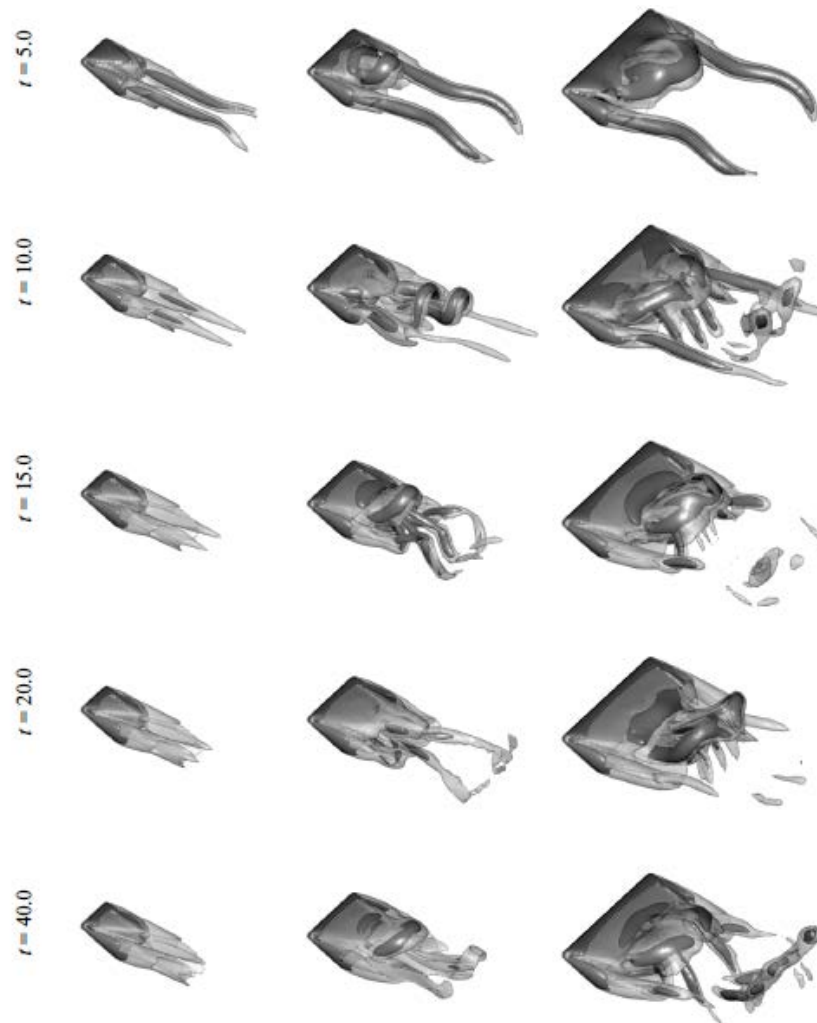 t = 5.0
t = 10.0
t = 15.0
t = 20.0
t = 40.0